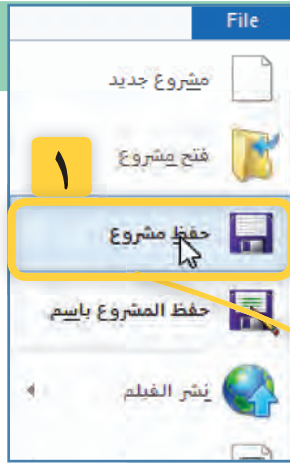 File
مشروع جديد
فتح مشروع
١
حفظ مشروع
حفظ المشروع باسم
نشر الفيلم